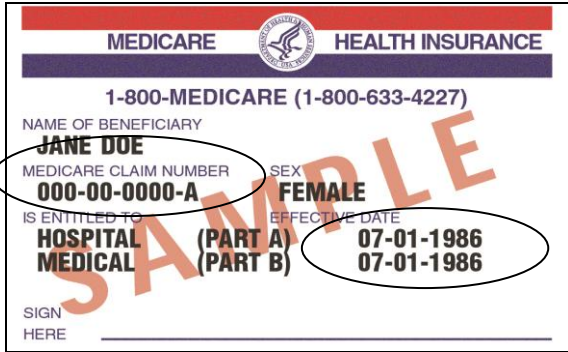 MEDICARE HEALTH INSURANCE
1-800-MEDICARE (1-800-633-4227)
NAME OF BENEFICIARY
JANE DOE
MEDICARE CLAIM NUMBER SEX
000-00-0000-A FEMALE
IS ENTITLED TO EFFECTIVE DATE
HOSPITAL (PART A) 07-01-1986
MEDICAL (PART B) 07-01-1986
SIGN
HERE
SAMPLE